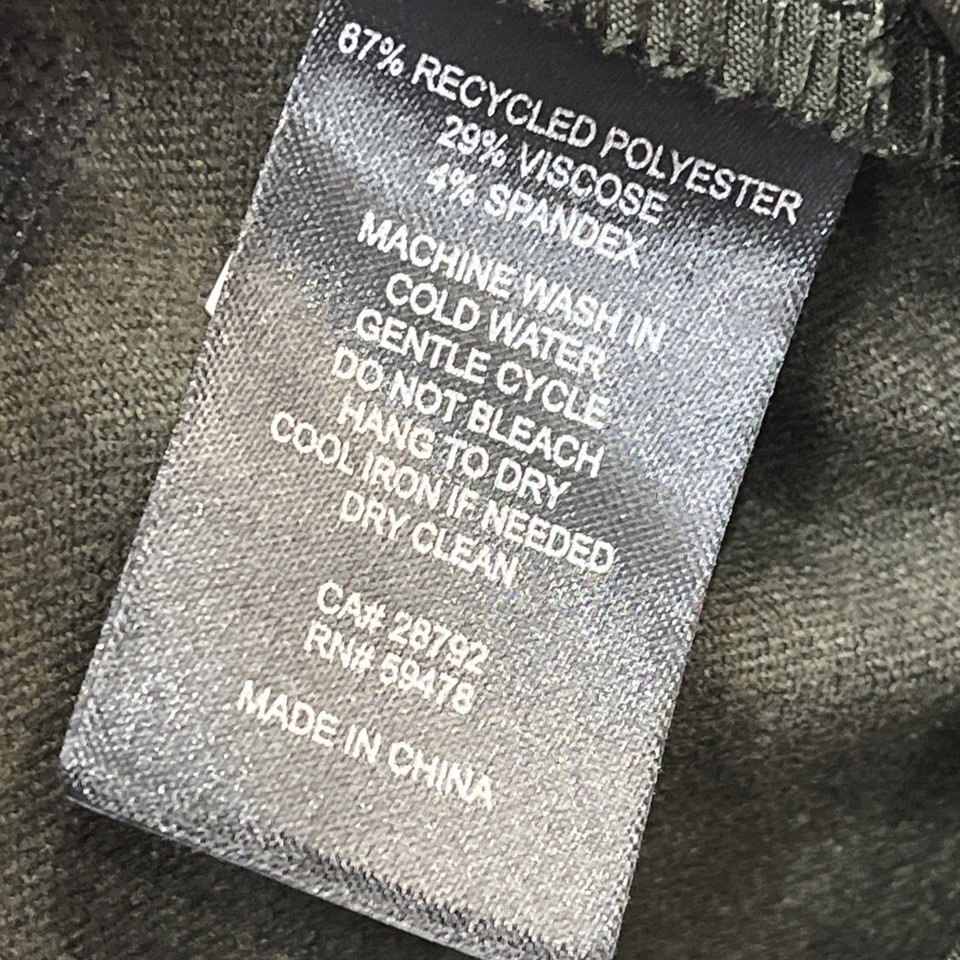 67% RECYCLED POLYESTER
29% VISCOSE
4% SPANDEX
MACHINE WASH IN
COLD WATER,
GENTLE CYCLE
DO NOT BLEACH
HANG TO DRY
COOL IRON IF NEEDED
DRY CLEAN
CA# 28792
RN# 59478
MADE IN CHINA